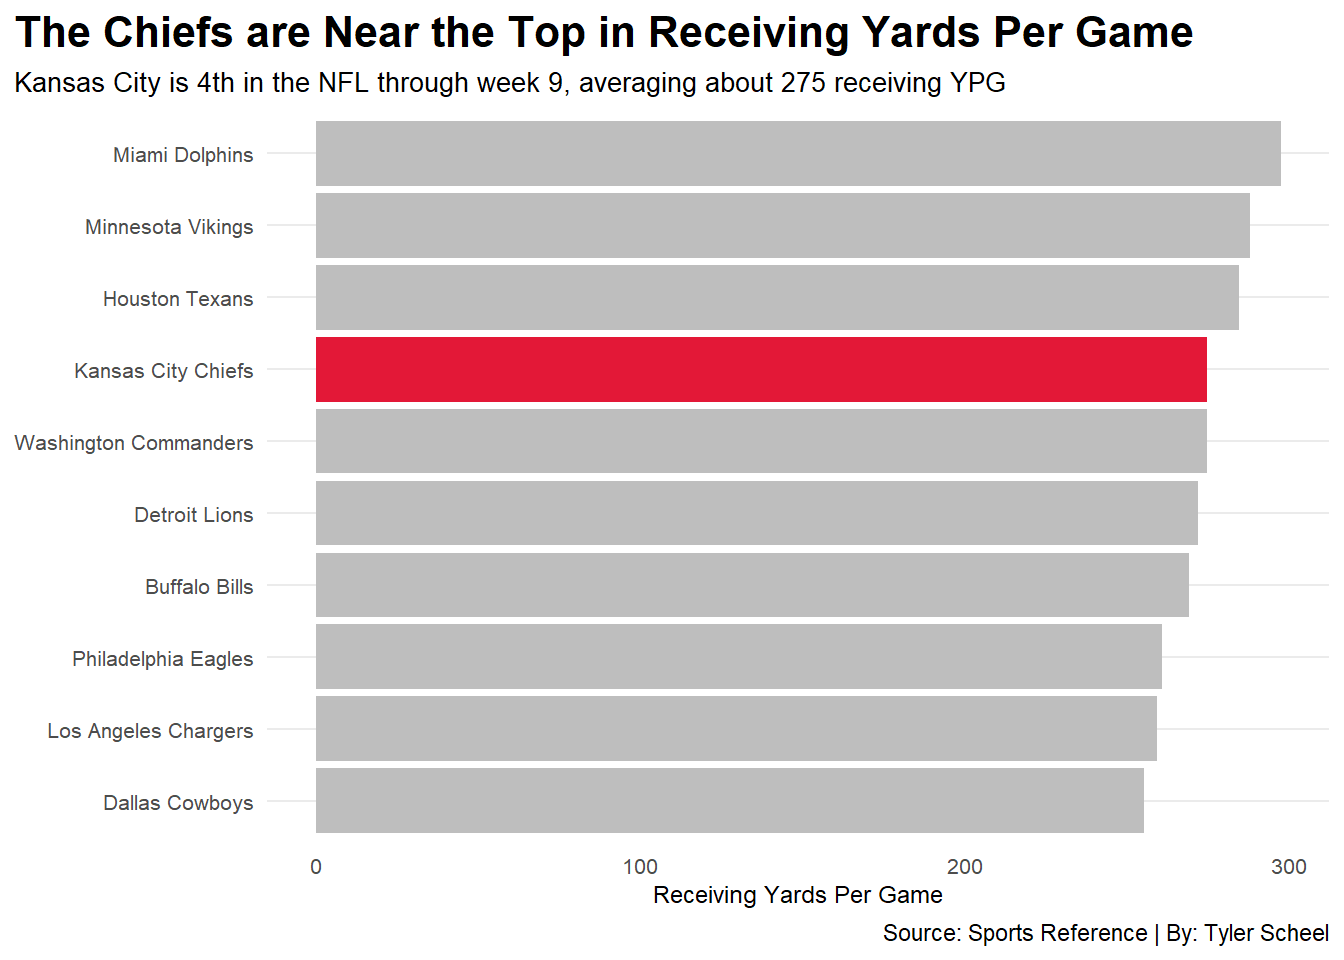 The Chiefs are Near the Top in Receiving Yards Per Game
Kansas City is 4th in the NFL through week 9, averaging about 275 receiving YPG
Miami Dolphins
Minnesota Vikings
Houston Texans
Kansas City Chiefs
Washington Commanders
Detroit Lions
Buffalo Bills
Philadelphia Eagles
Los Angeles Chargers
Dallas Cowboys
0 100 200 300
Receiving Yards Per Game
Source: Sports Reference | By: Tyler Scheel